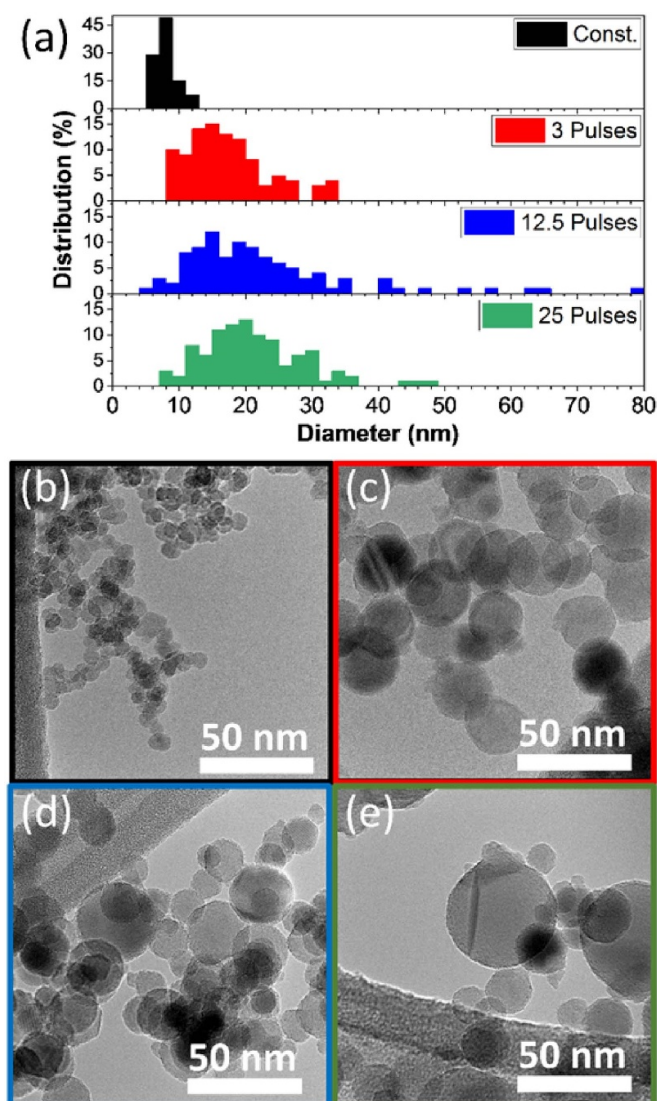 (a)
Const.
45
30
15
0
3 Pulses
15
10
5
0
12.5 Pulses
15
10
5
0
25 Pulses
15
10
5
0
Distribution (%)
0 10 20 30 40 50 60 70 80
Diameter (nm)
(b) (c)
50 nm 50 nm
(d) (e)
50 nm 50 nm